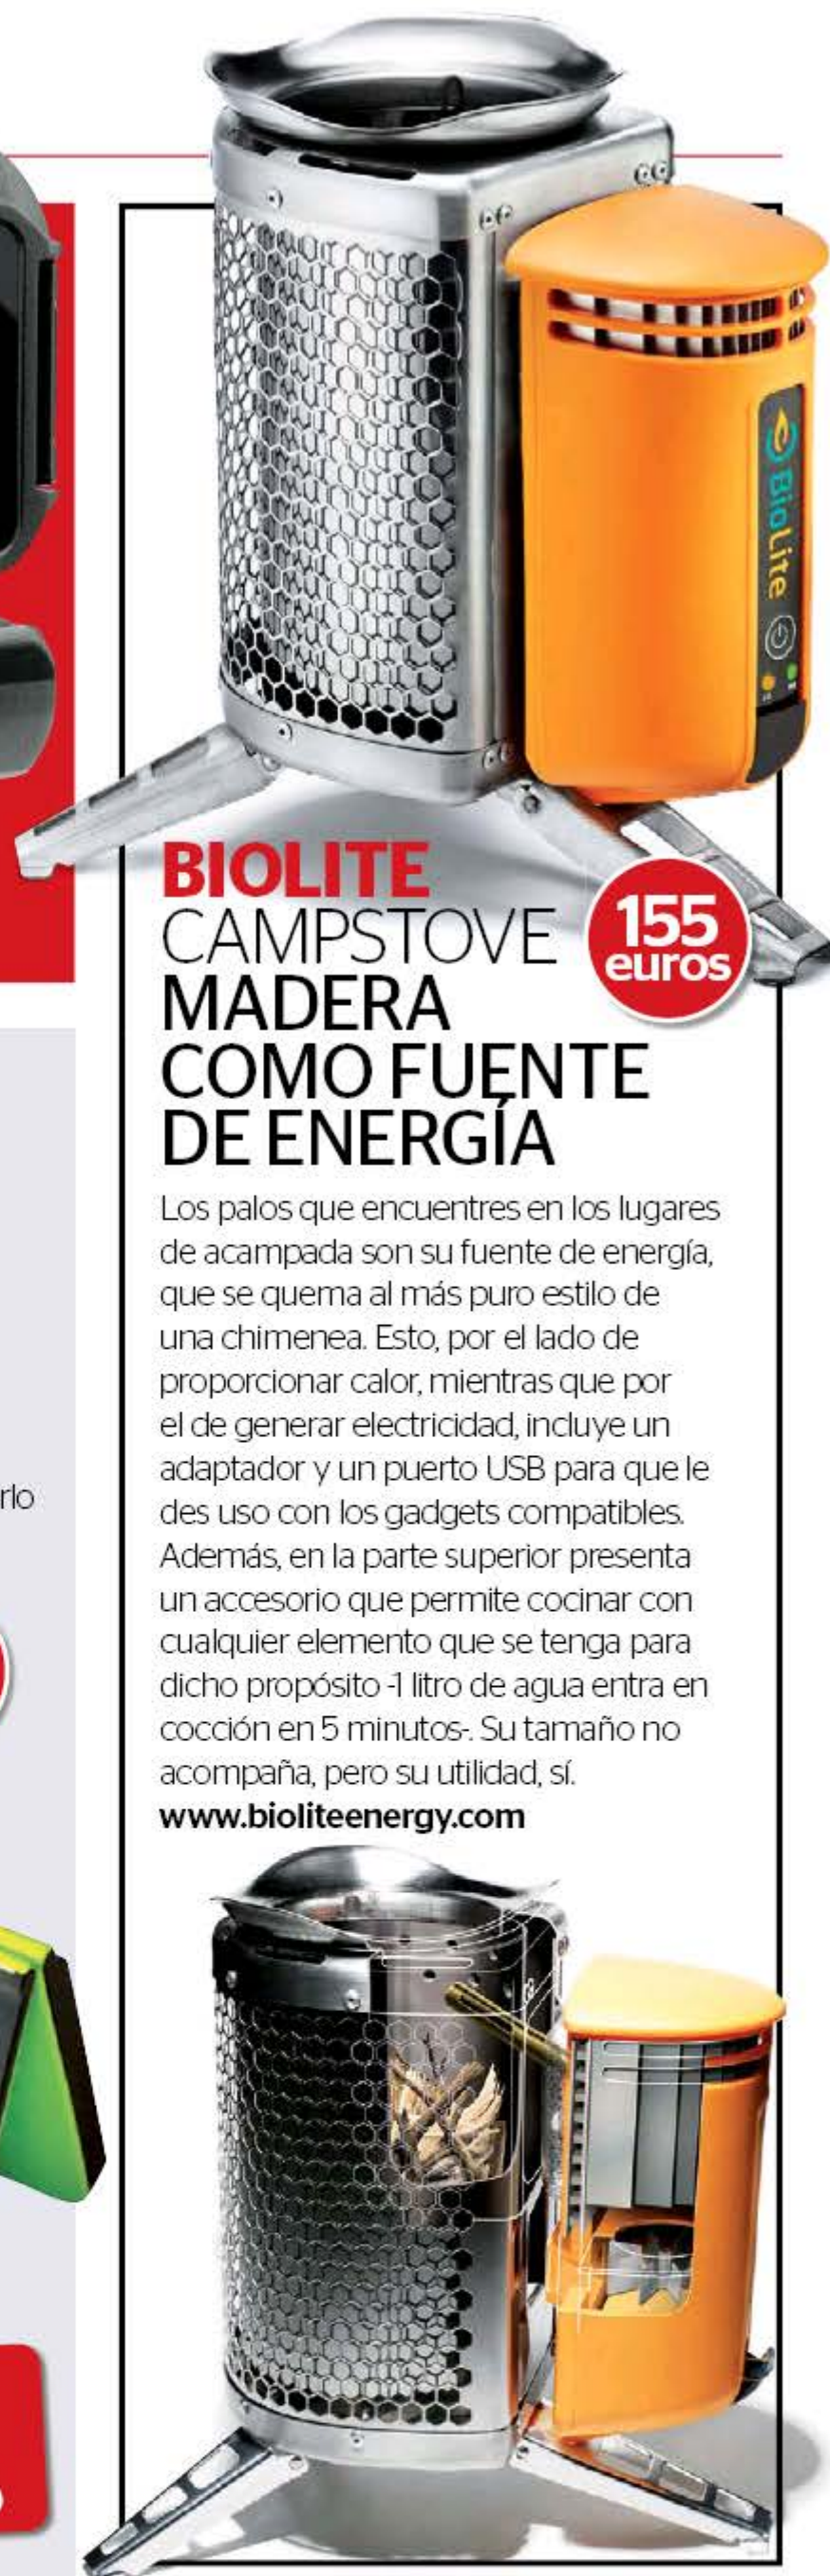 BioLite
BIOLITE
CAMPSTOVE
155
euros
MADERA
COMO FUENTE
DE ENERGÍA
Los palos que encuentres en los lugares
de acampada son su fuente de energía,
que se quema al más puro estilo de
una chimenea. Esto, por el lado de
proporcionar calor, mientras que por
el de generar electricidad, incluye un
adaptador y un puerto USB para que le
des uso con los gadgets compatibles.
Además, en la parte superior presenta
un accesorio que permite cocinar con
cualquier elemento que se tenga para
dicho propósito -1 litro de agua entra en
cocción en 5 minutos-. Su tamaño no
acompaña, pero su utilidad, sí.
www.bioliteenergy.com
rlo